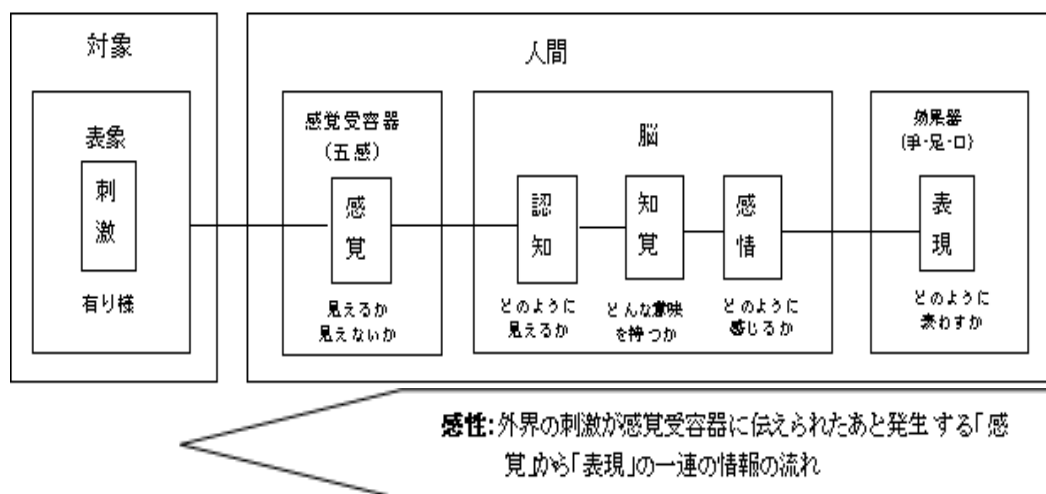 対象
人間
表象
刺激
有り様
感覚受容器
(五感)
感覚
見えるか
見えないか
脳
認知
どのように
見えるか
知覚
どんな意味
を持つか
感情
どのように
感じるか
効果器
(手・足・口)
表現
どのように
表わすか
感性:外界の刺激が感覚受容器に伝えられたあと発生する「感
覚」から「表現」の一連の情報の流れ